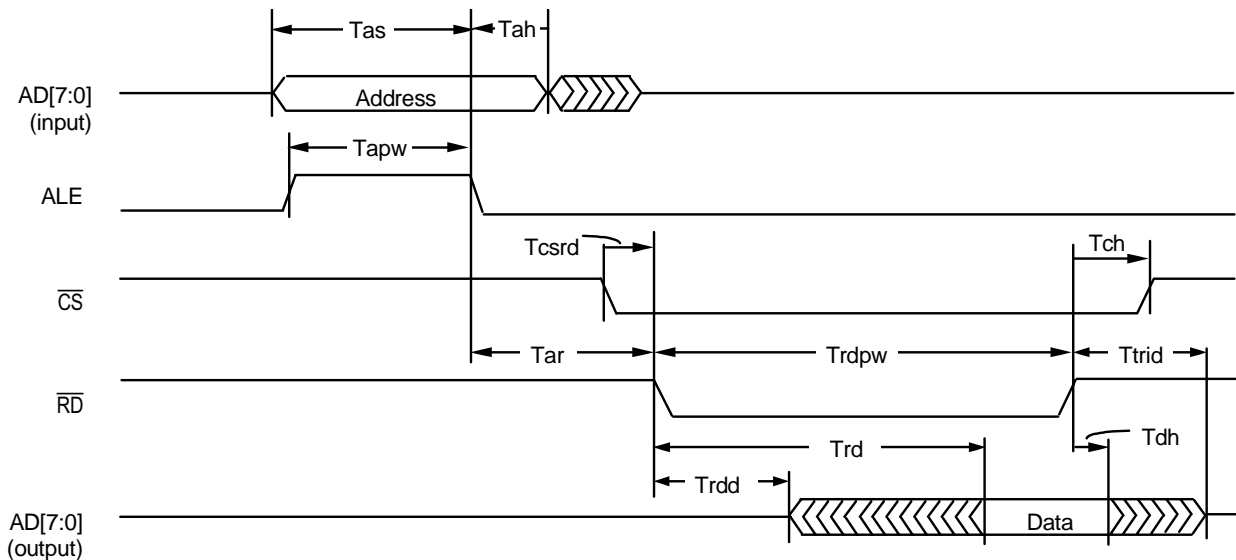 Tas
Tah
AD[7:0]
(input)
Address
Tapw
ALE
Tcsrd
Tch
CS
Tar
Trdpw
Ttrid
RD
Trd
Tdh
Trdd
AD[7:0]
(output)
Data